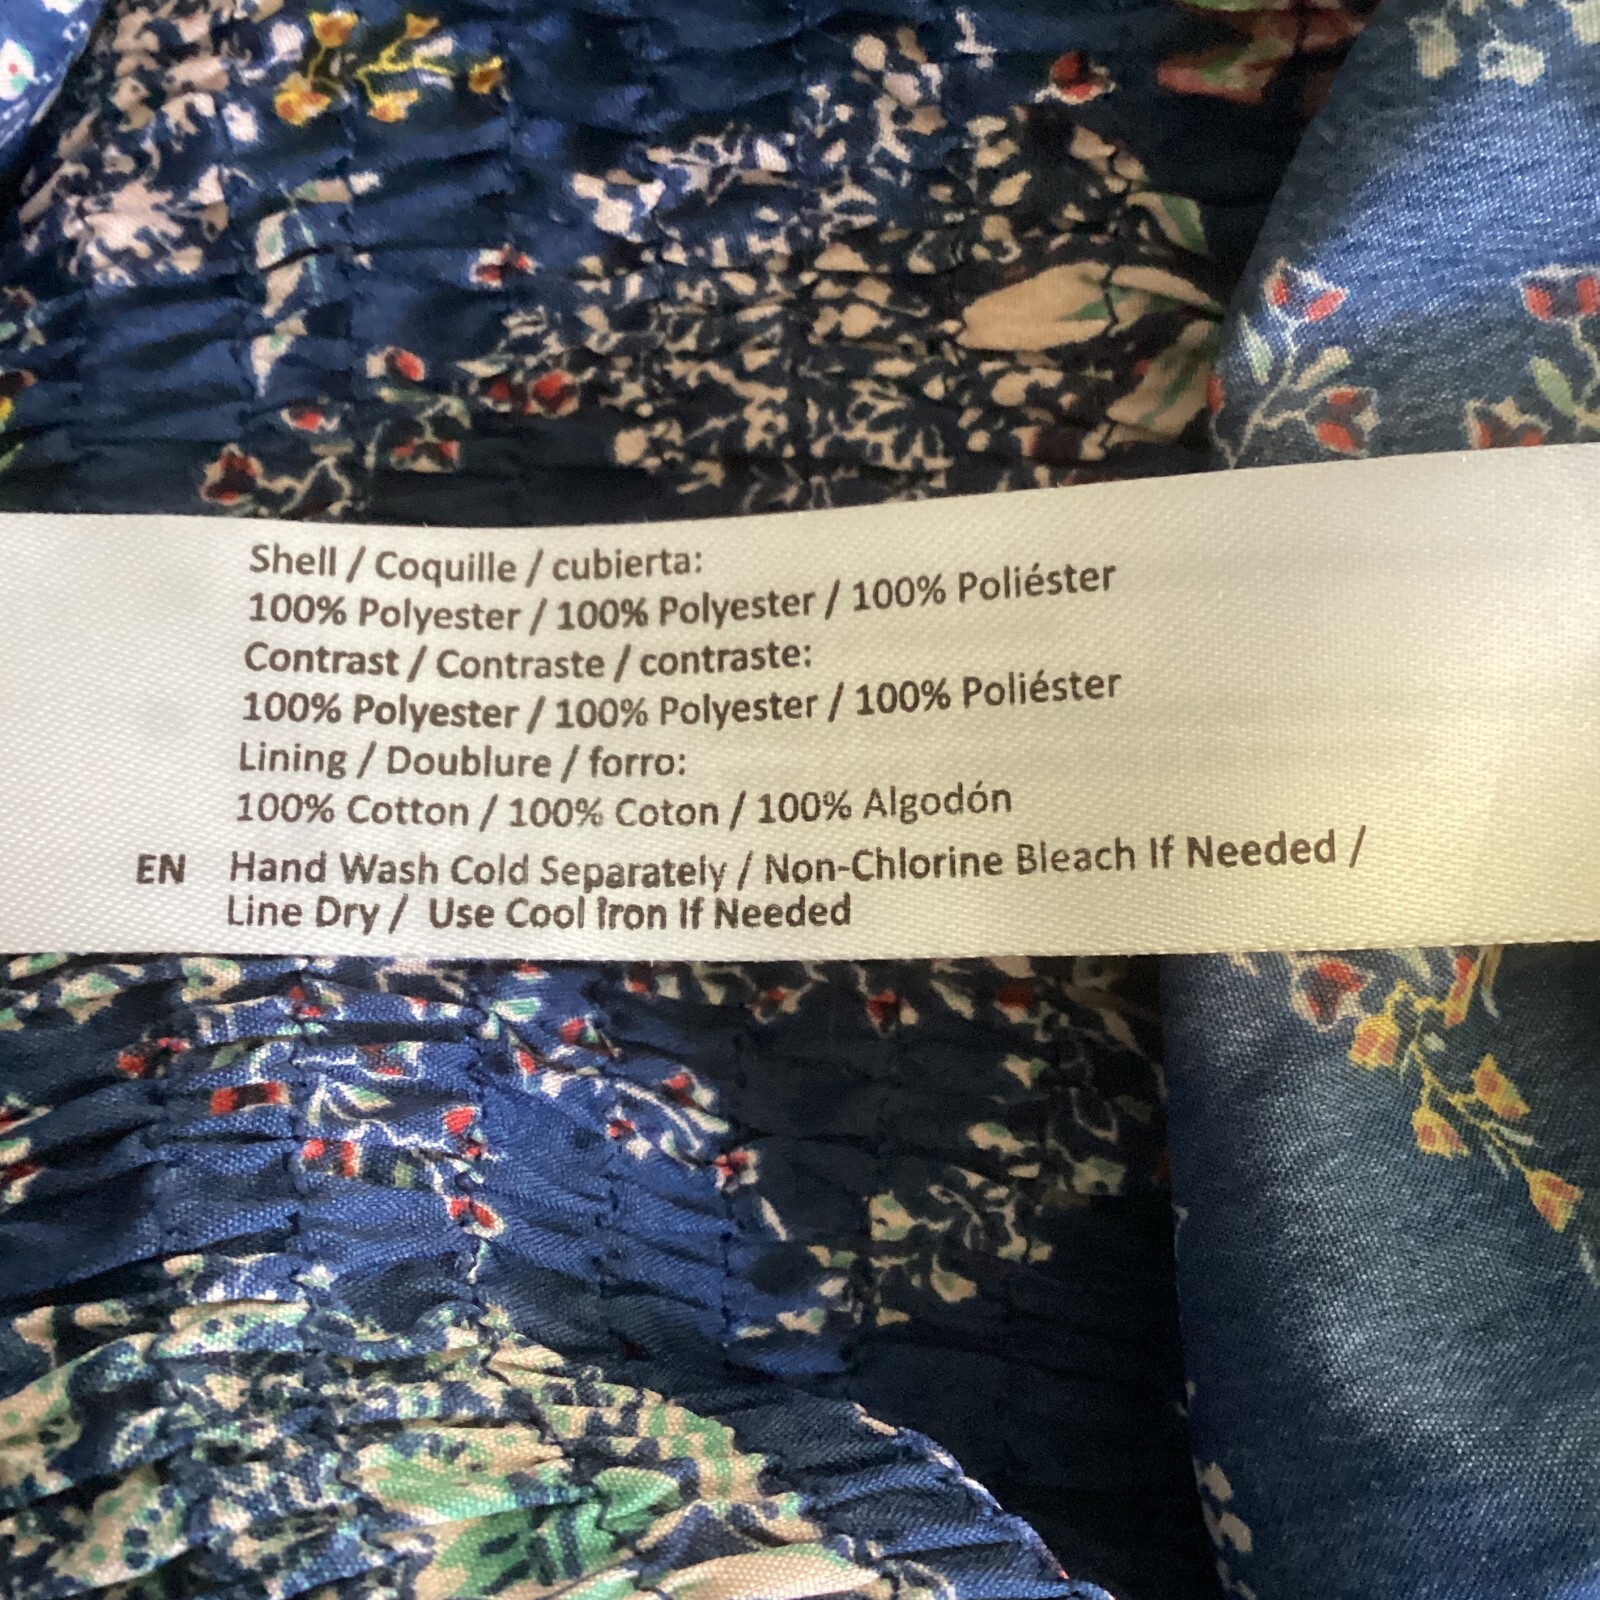 Shell / Coquille / cubierta:
100% Polyester / 100% Polyester / 100% Poliéster
Contrast / Contraste / contraste:
100% Polyester / 100% Polyester / 100% Poliéster
Lining / Doublure / forro:
100% Cotton / 100% Coton / 100% Algodón
EN Hand Wash Cold Separately / Non-Chlorine Bleach If Needed /
Line Dry / Use Cool Iron If Needed